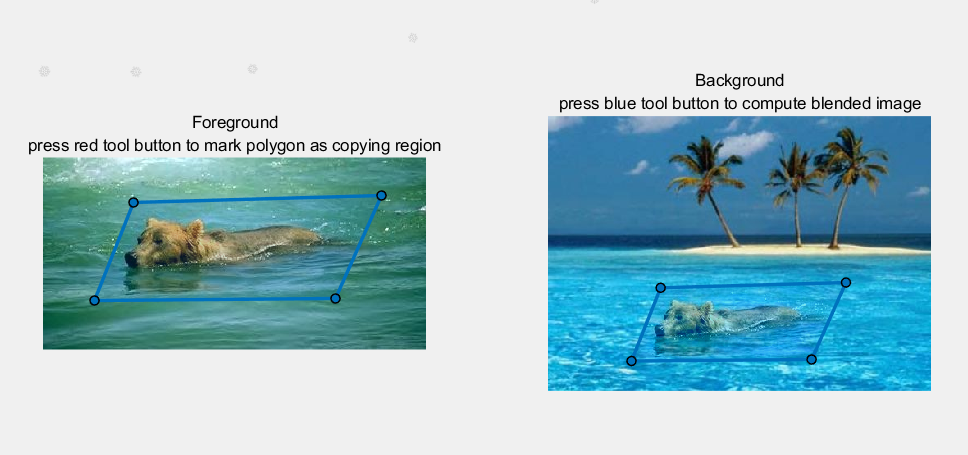 Foreground
press red tool button to mark polygon as copying region
Background
press blue tool button to compute blended image